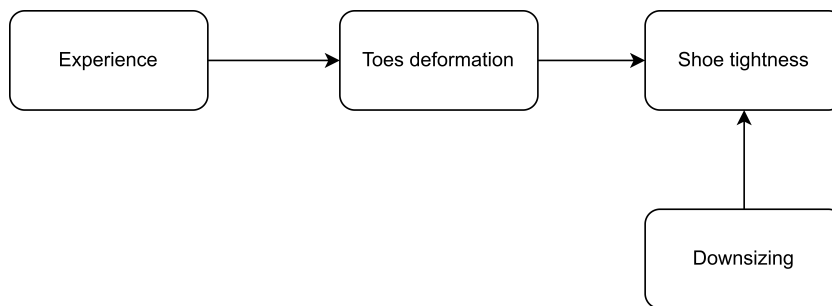 Experience
Toes deformation
Shoe tightness
Downsizing